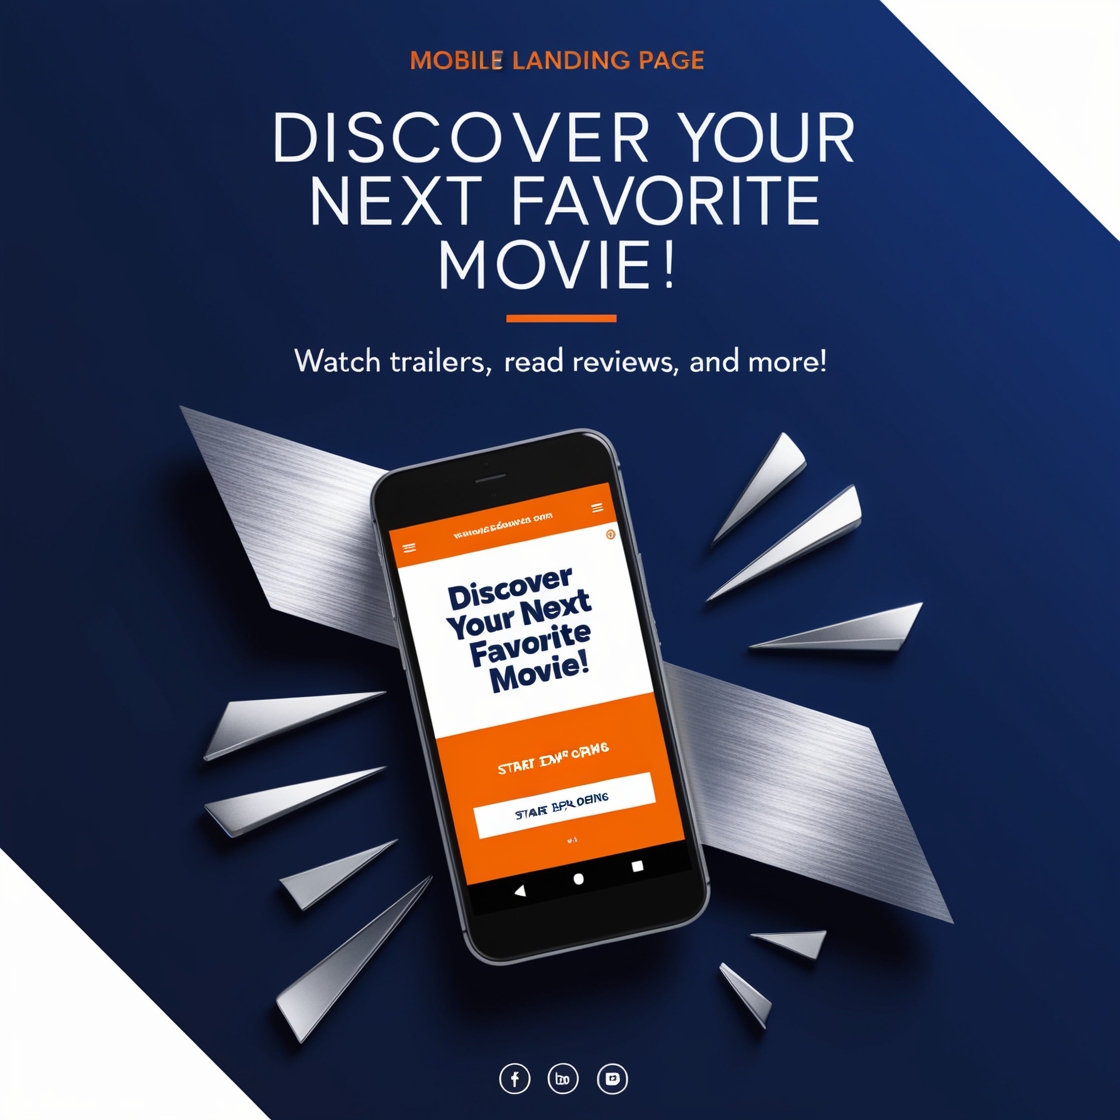 MOBILE LANDING PAGE
DISCOVER YOUR
NEXT FAVORITE
MOVIE!
Watch trailers, read reviews, and more!
Discover
Your Next
Favorite
Movie!
START